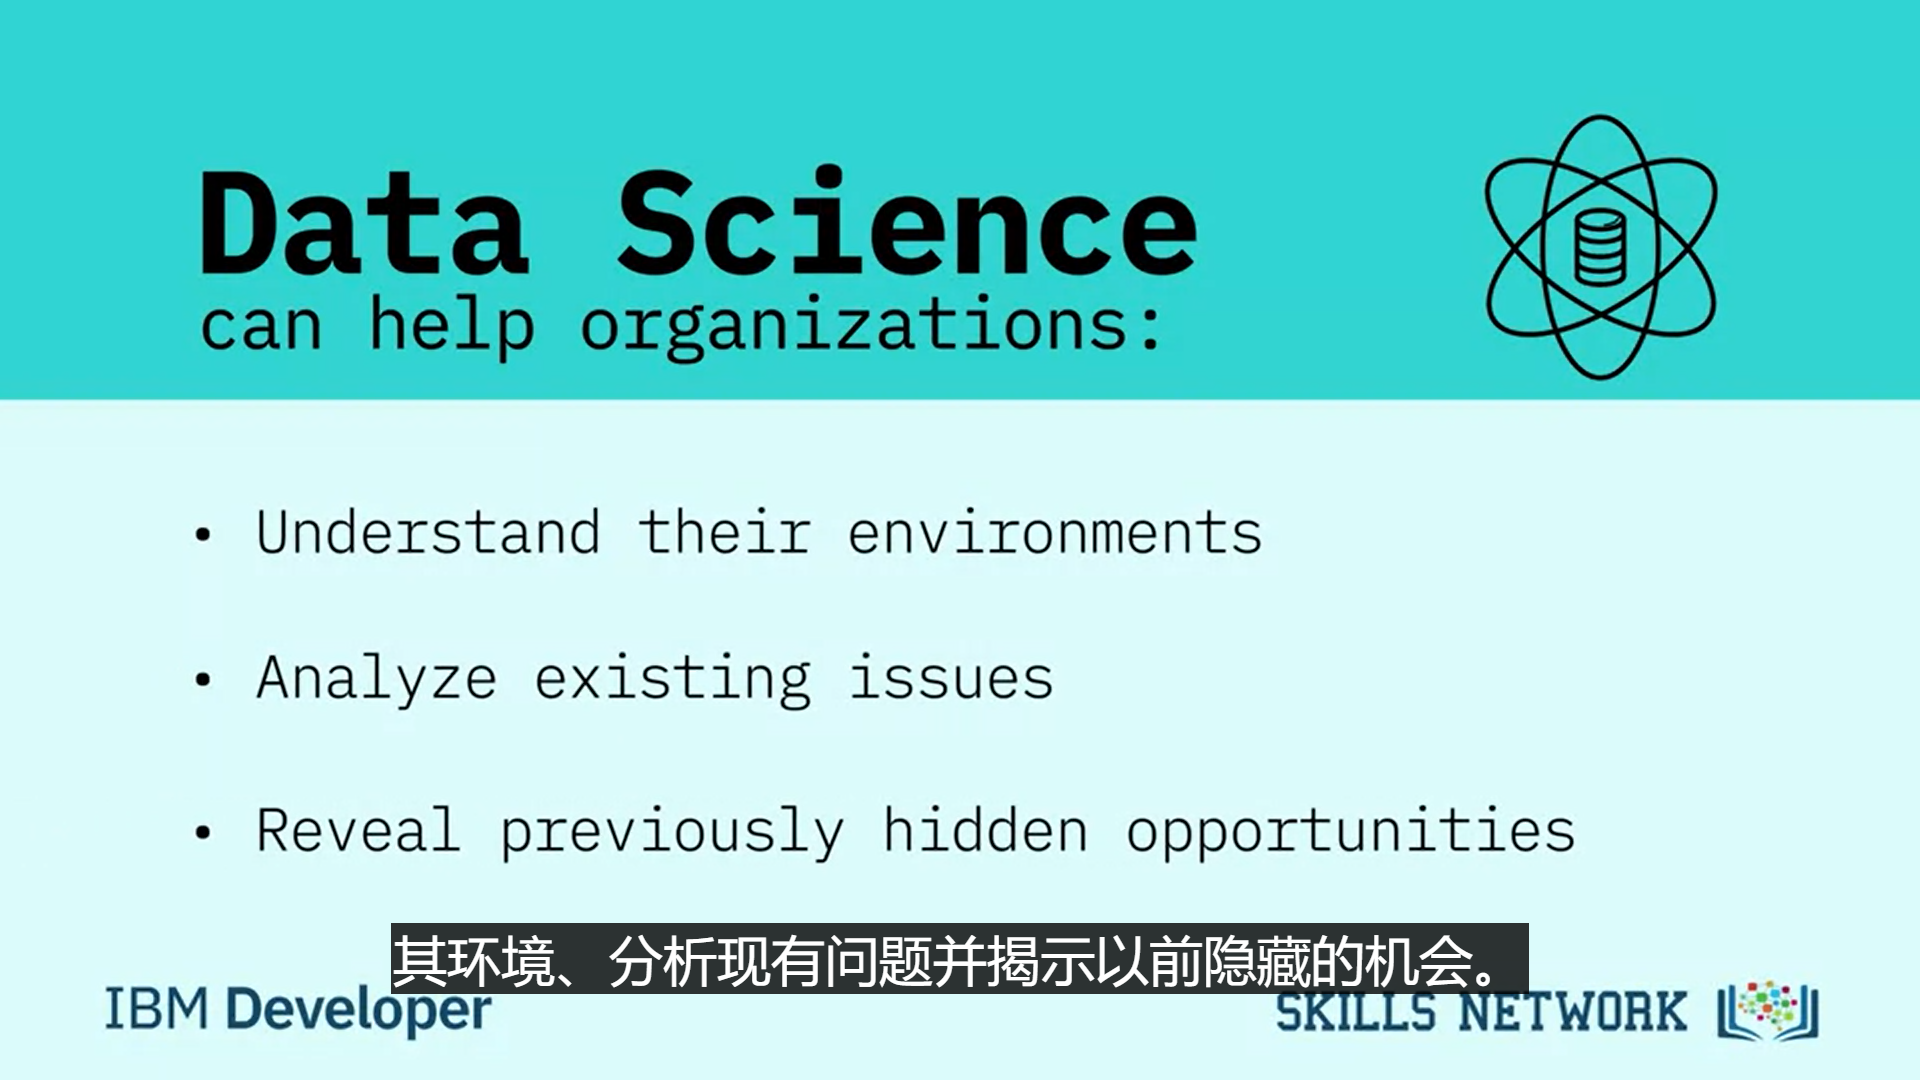 Data Science
can help organizations:
• Understand their environments
• Analyze existing issues
• Reveal previously hidden opportunities
其环境、分析现有问题并揭示以前隐藏的机会。
IBM Developer
SKILLS NETWORK